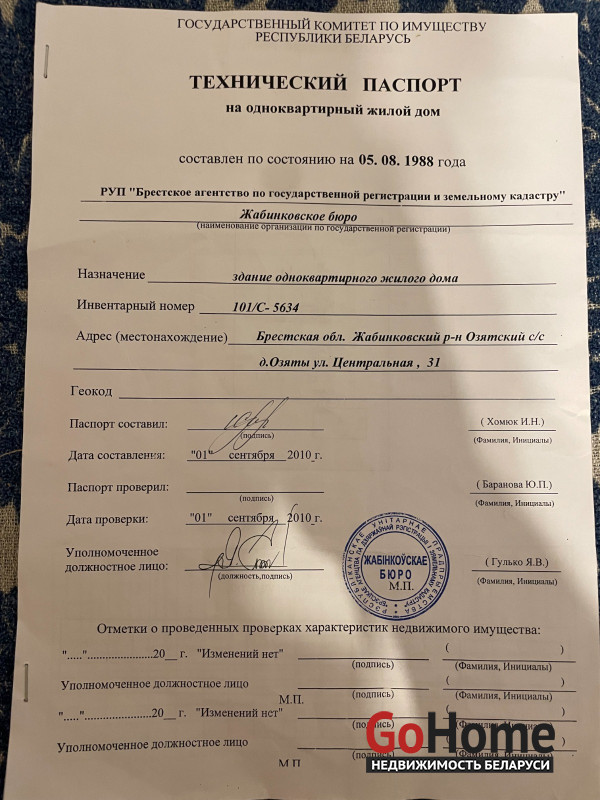 ГОСУДАРСТВЕННЫЙ КОМИТЕТ ПО ИМУЩЕСТВУ
РЕСПУБЛИКИ БЕЛАРУСЬ
ТЕХНИЧЕСКИЙ ПАСПОРТ
на одноквартирный жилой дом
составлен по состоянию на 05. 08. 1988 года
РУП "Брестское агентство по государственной регистрации и земельному кадастру"
Жабинковское бюро
(наименование организации по государственной регистрации)
Назначение здание одноквартирного жилого дома
Инвентарный номер 101/С- 5634
Адрес (местонахождение) Брестская обл. Жабинковский р-н Озятский с/с
д.Озяты ул. Центральная , 31
Геокод
Паспорт составил: ( Хомюк И.Н.)
(подпись) (Фамилия, Инициалы)
Дата составления: "01" сентября 2010 г.
Паспорт проверил: ( Баранова Ю.П.)
(подпись) (Фамилия, Инициалы)
Дата проверки: "01" сентября 2010 г.
Уполномоченное
должностное лицо: ( Гулько Я.В.)
(должность,подпись) (Фамилия, Инициалы)
ЖАБІНКОЎСКАЕ
БЮРО
М.П.
Отметки о проведенных проверках характеристик недвижимого имущества:
"....."......................20__ г. "Изменений нет" ( )
(подпись) (Фамилия, Инициалы)
Уполномоченное должностное лицо ( )
(подпись) (Фамилия, Инициалы)
М.П.
"....."......................20__ г. "Изменений нет" ( )
(подпись) (Фамилия, Инициалы)
Уполномоченное должностное лицо ( )
(подпись) (Фамилия, Инициалы)
М.П.
GoHome
НЕДВИЖИМОСТЬ БЕЛАРУСИ